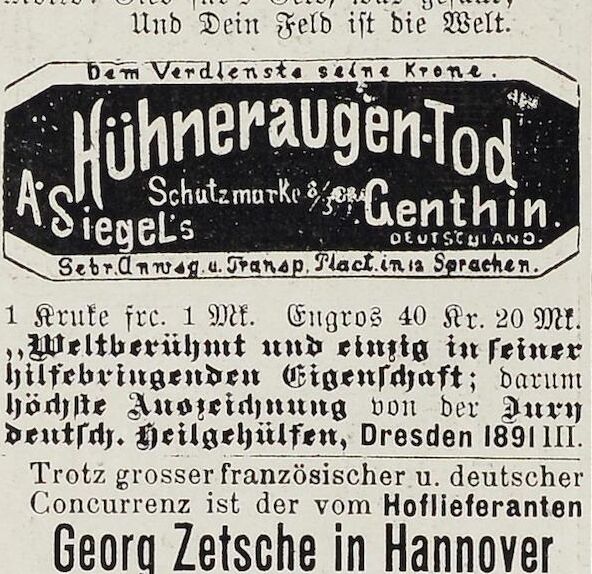 Und Dein Feld ist die Welt.
Dem Verdienste seine Krone.
Hühneraugen-Tod
A. Siegel's
Schutzmarke
Genthin.
DEUTSCHLAND.
Gebr.Anwsg.u.Transp.Plact.in 12 Sprachen.
1 Kruke frc. 1 Mk. Engros 40 Kr. 20 Mk.
„Weltberühmt und einzig in seiner
hilfebringenden Eigenschaft; darum
höchste Auszeichnung von der Jury
deutsch. Heilgehülfen, Dresden 1891 III.
Trotz grosser französischer u. deutscher
Concurrenz ist der vom Hoflieferanten
Georg Zetsche in Hannover